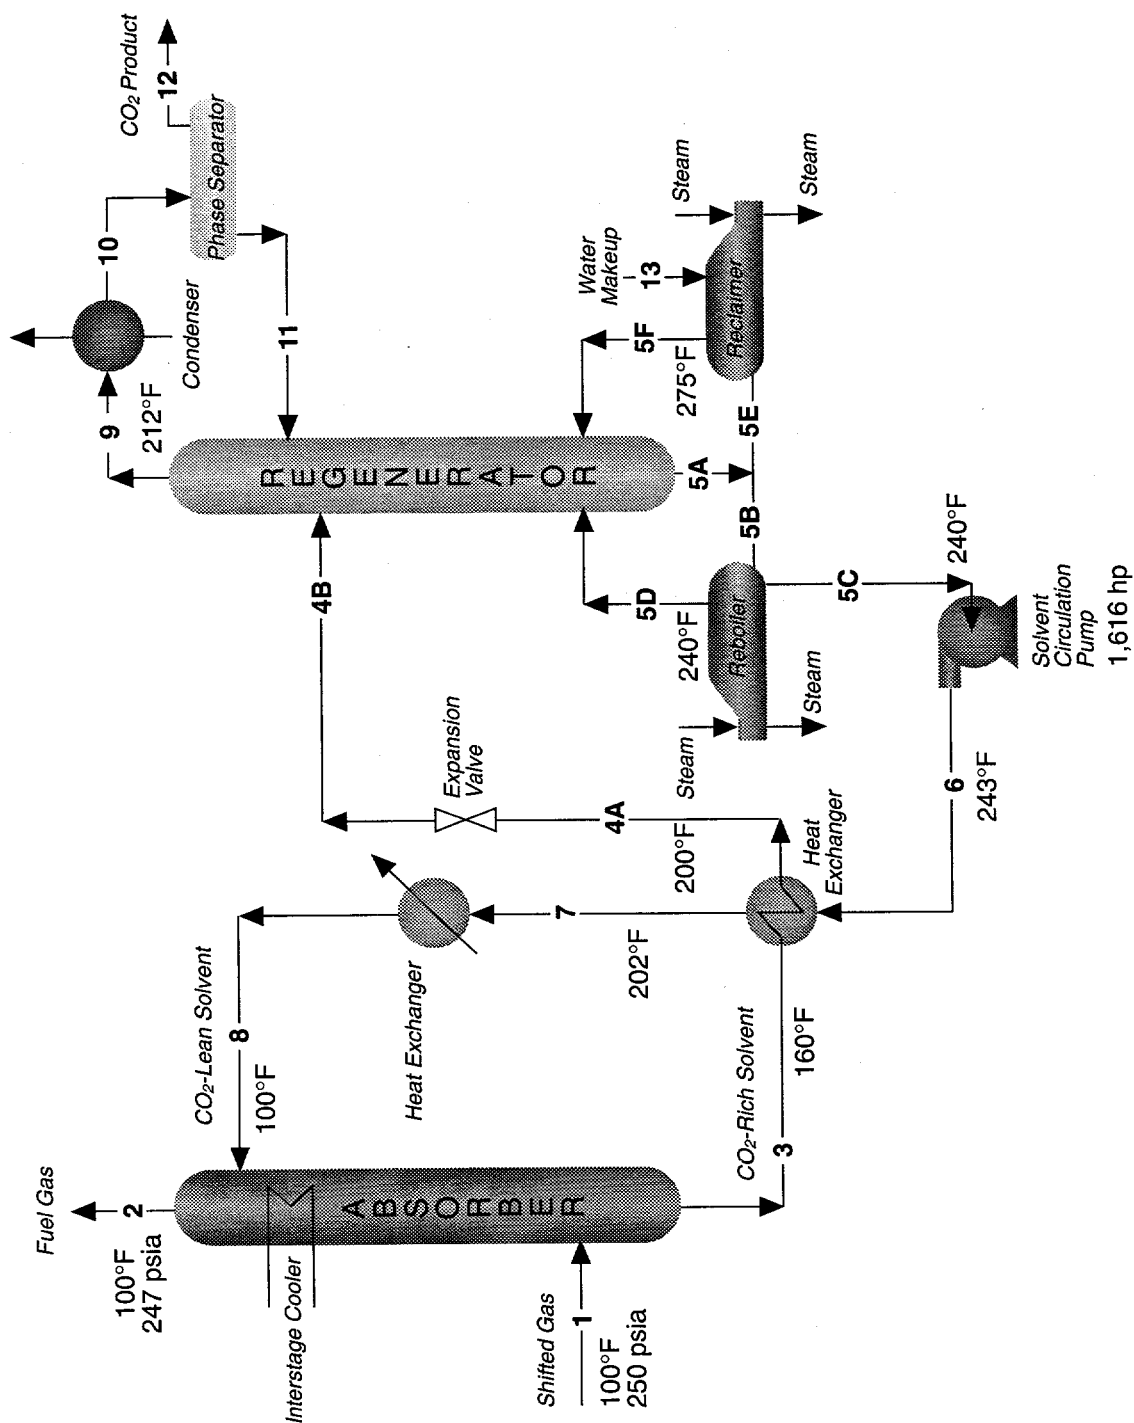 Fuel Gas
2
100°F
247 psia
Interstage Cooler
ABSORBER
Shifted Gas
1
100°F
250 psia
CO₂-Lean Solvent
8
100°F
Heat Exchanger
7
202°F
CO₂-Rich Solvent
3
160°F
Heat
Exchanger
200°F
4A
Expansion
Valve
4B
REGENERATOR
9
212°F
Condenser
10
CO₂ Product
12
Phase Separator
11
5D
240°F
Reboiler
Steam
Steam
5A
5B
5E
5C
240°F
Solvent
Circulation
Pump
1,616 hp
6
243°F
5F
275°F
Reclaimer
Water
Makeup
13
Steam
Steam